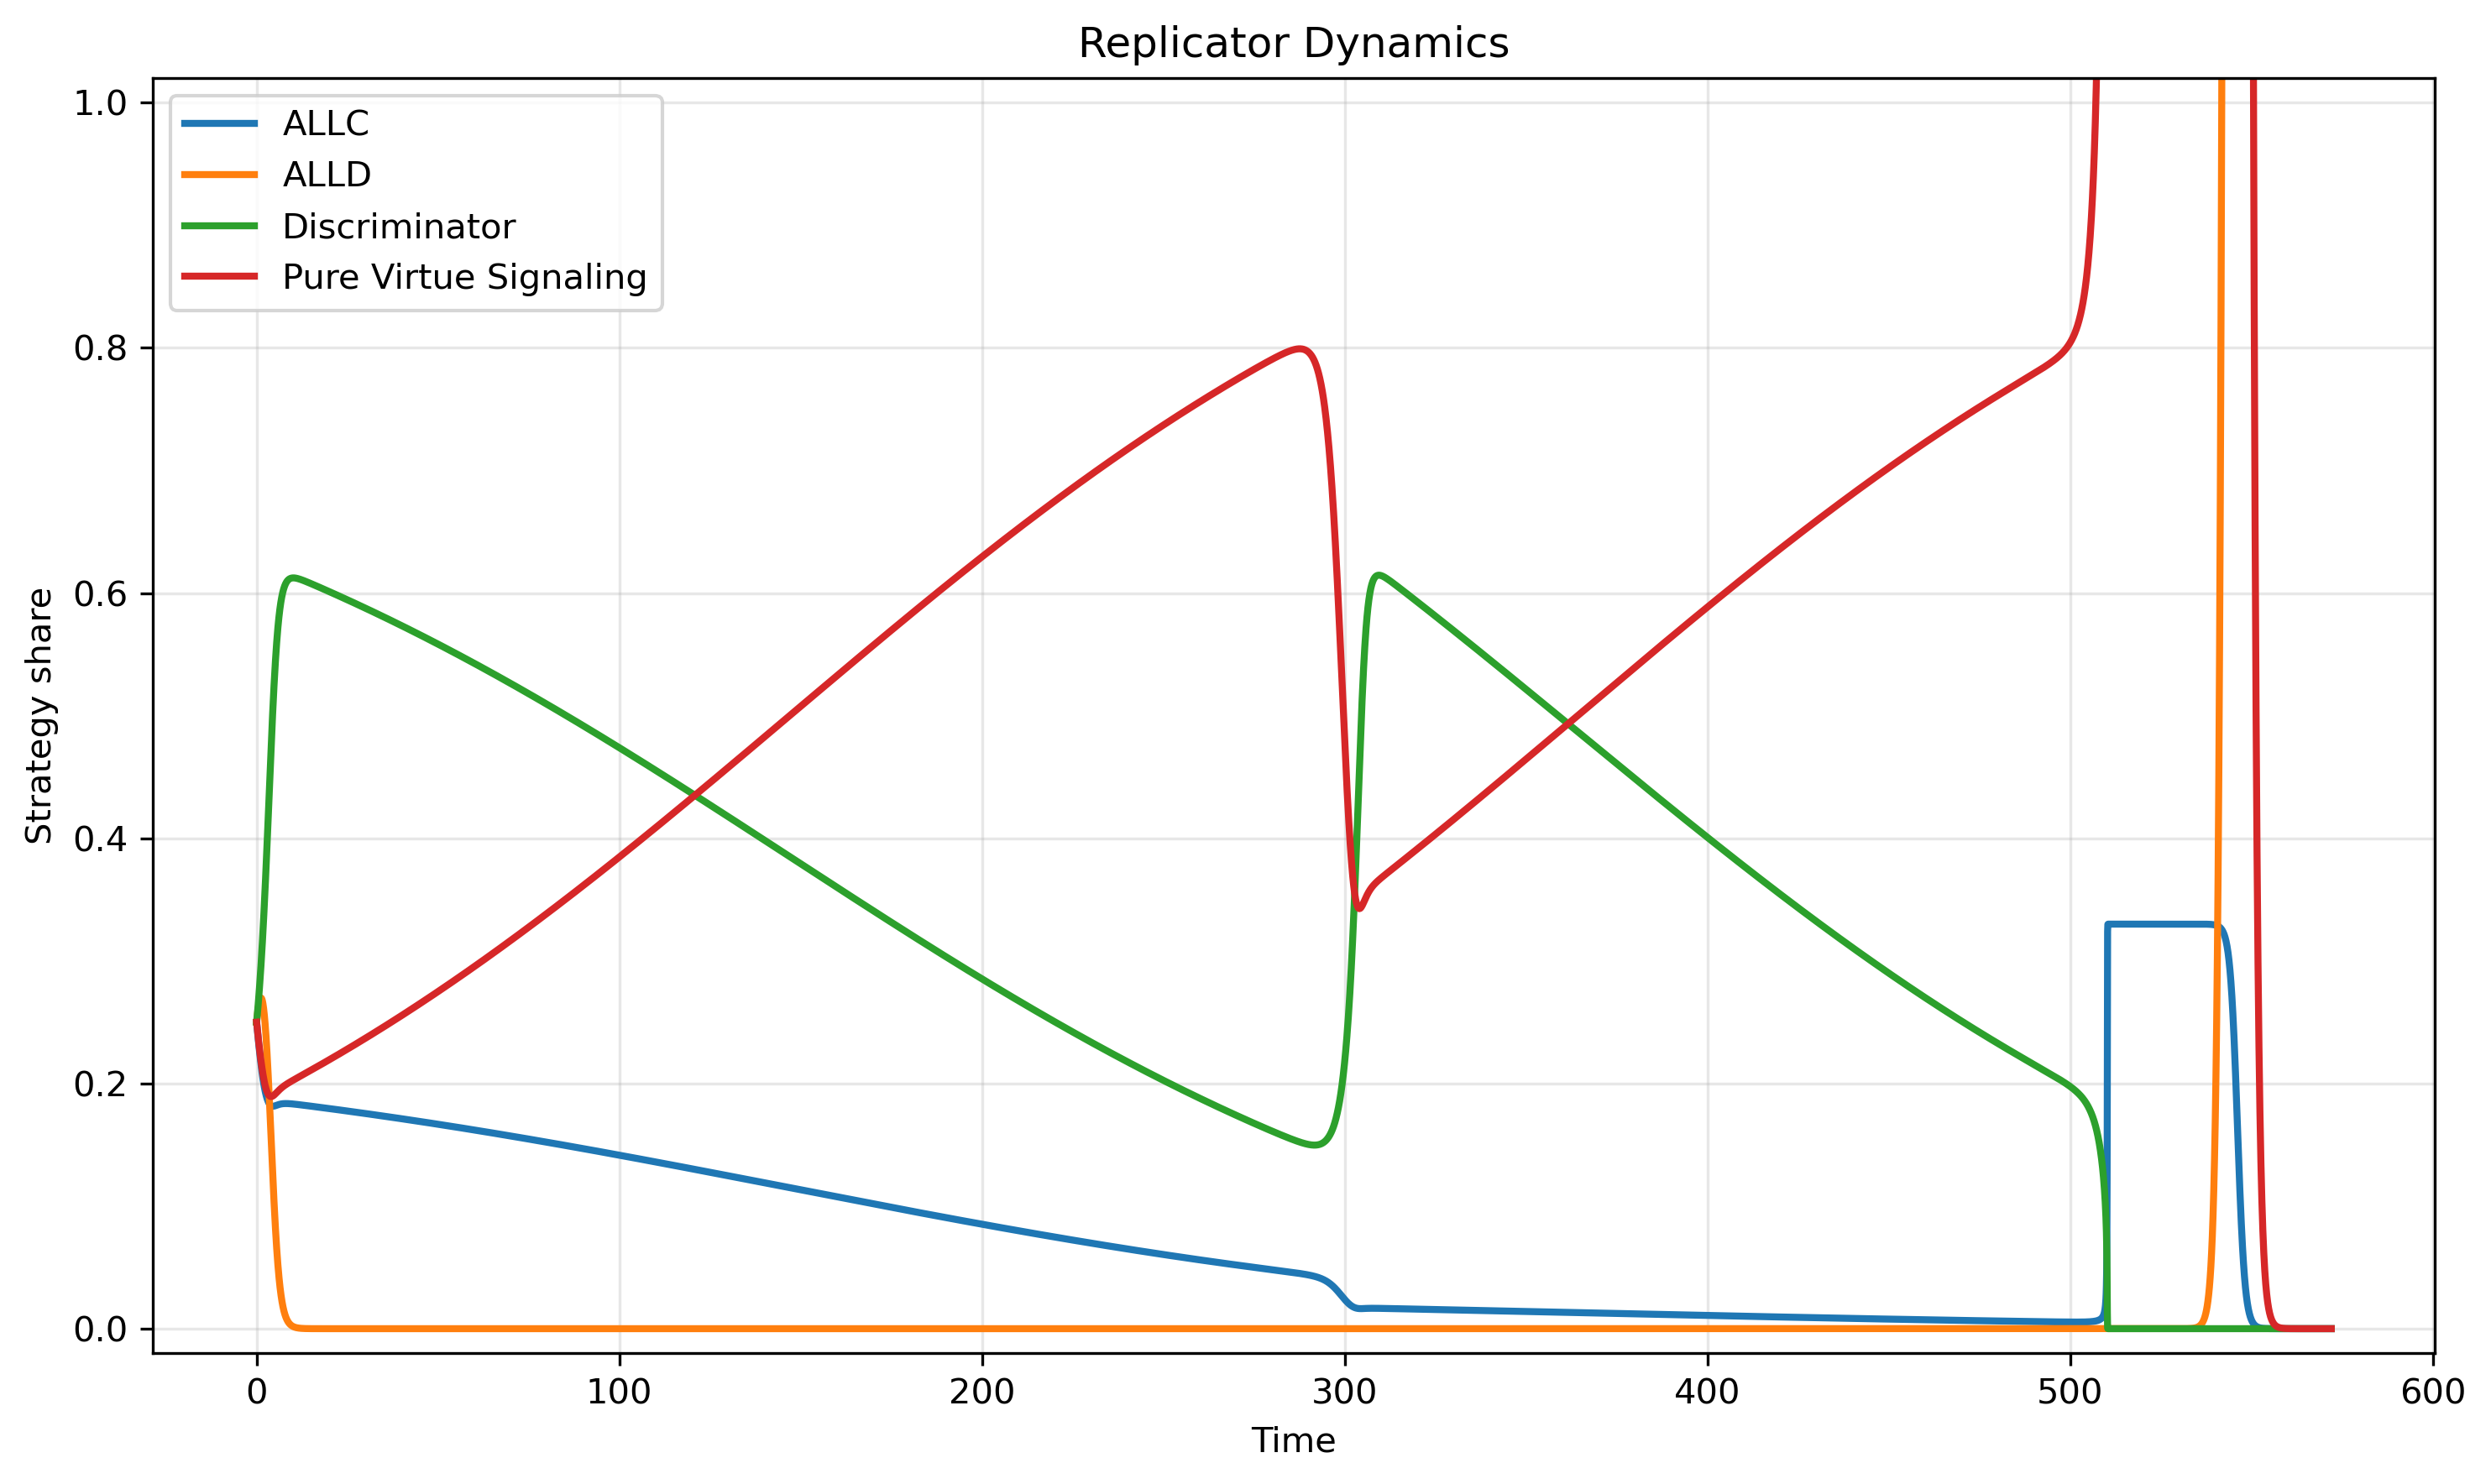 Replicator Dynamics
ALLC
ALLD
Discriminator
Pure Virtue Signaling
Strategy share
1.0
0.8
0.6
0.4
0.2
0.0
0 100 200 300 400 500 600
Time